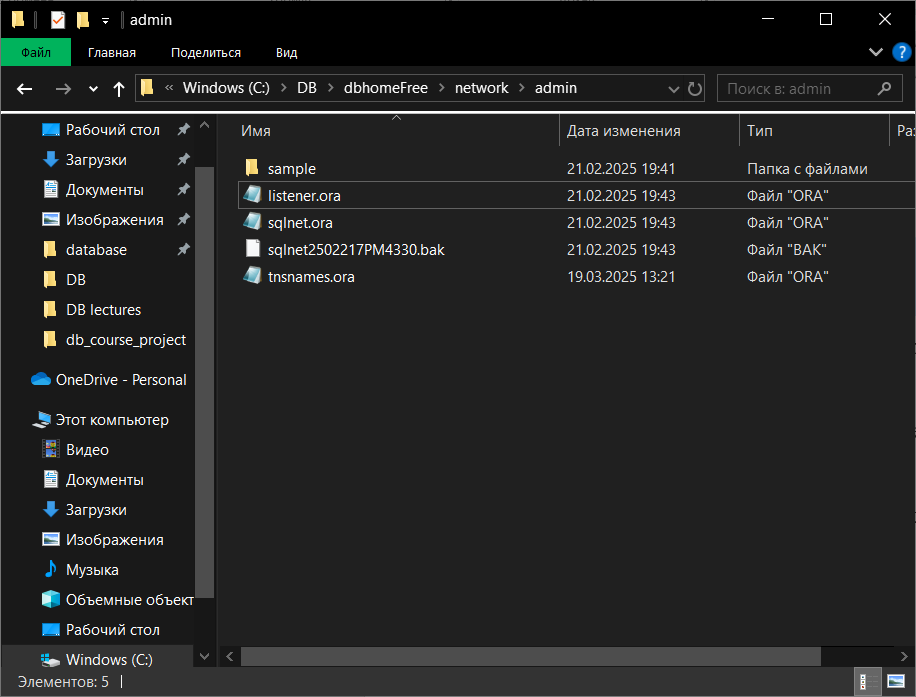 admin
Файл Главная Поделиться Вид
« Windows (C:) > DB > dbhomeFree > network > admin
Поиск в: admin
Рабочий стол
Загрузки
Документы
Изображения
database
DB
DB lectures
db_course_project
OneDrive - Personal
Этот компьютер
Видео
Документы
Загрузки
Изображения
Музыка
Объемные объект
Рабочий стол
Windows (C:)
Имя Дата изменения Тип Раз
sample 21.02.2025 19:41 Папка с файлами
listener.ora 21.02.2025 19:43 Файл "ORA"
sqlnet.ora 21.02.2025 19:43 Файл "ORA"
sqlnet2502217PM4330.bak 21.02.2025 19:43 Файл "BAK"
tnsnames.ora 19.03.2025 13:21 Файл "ORA"
Элементов: 5